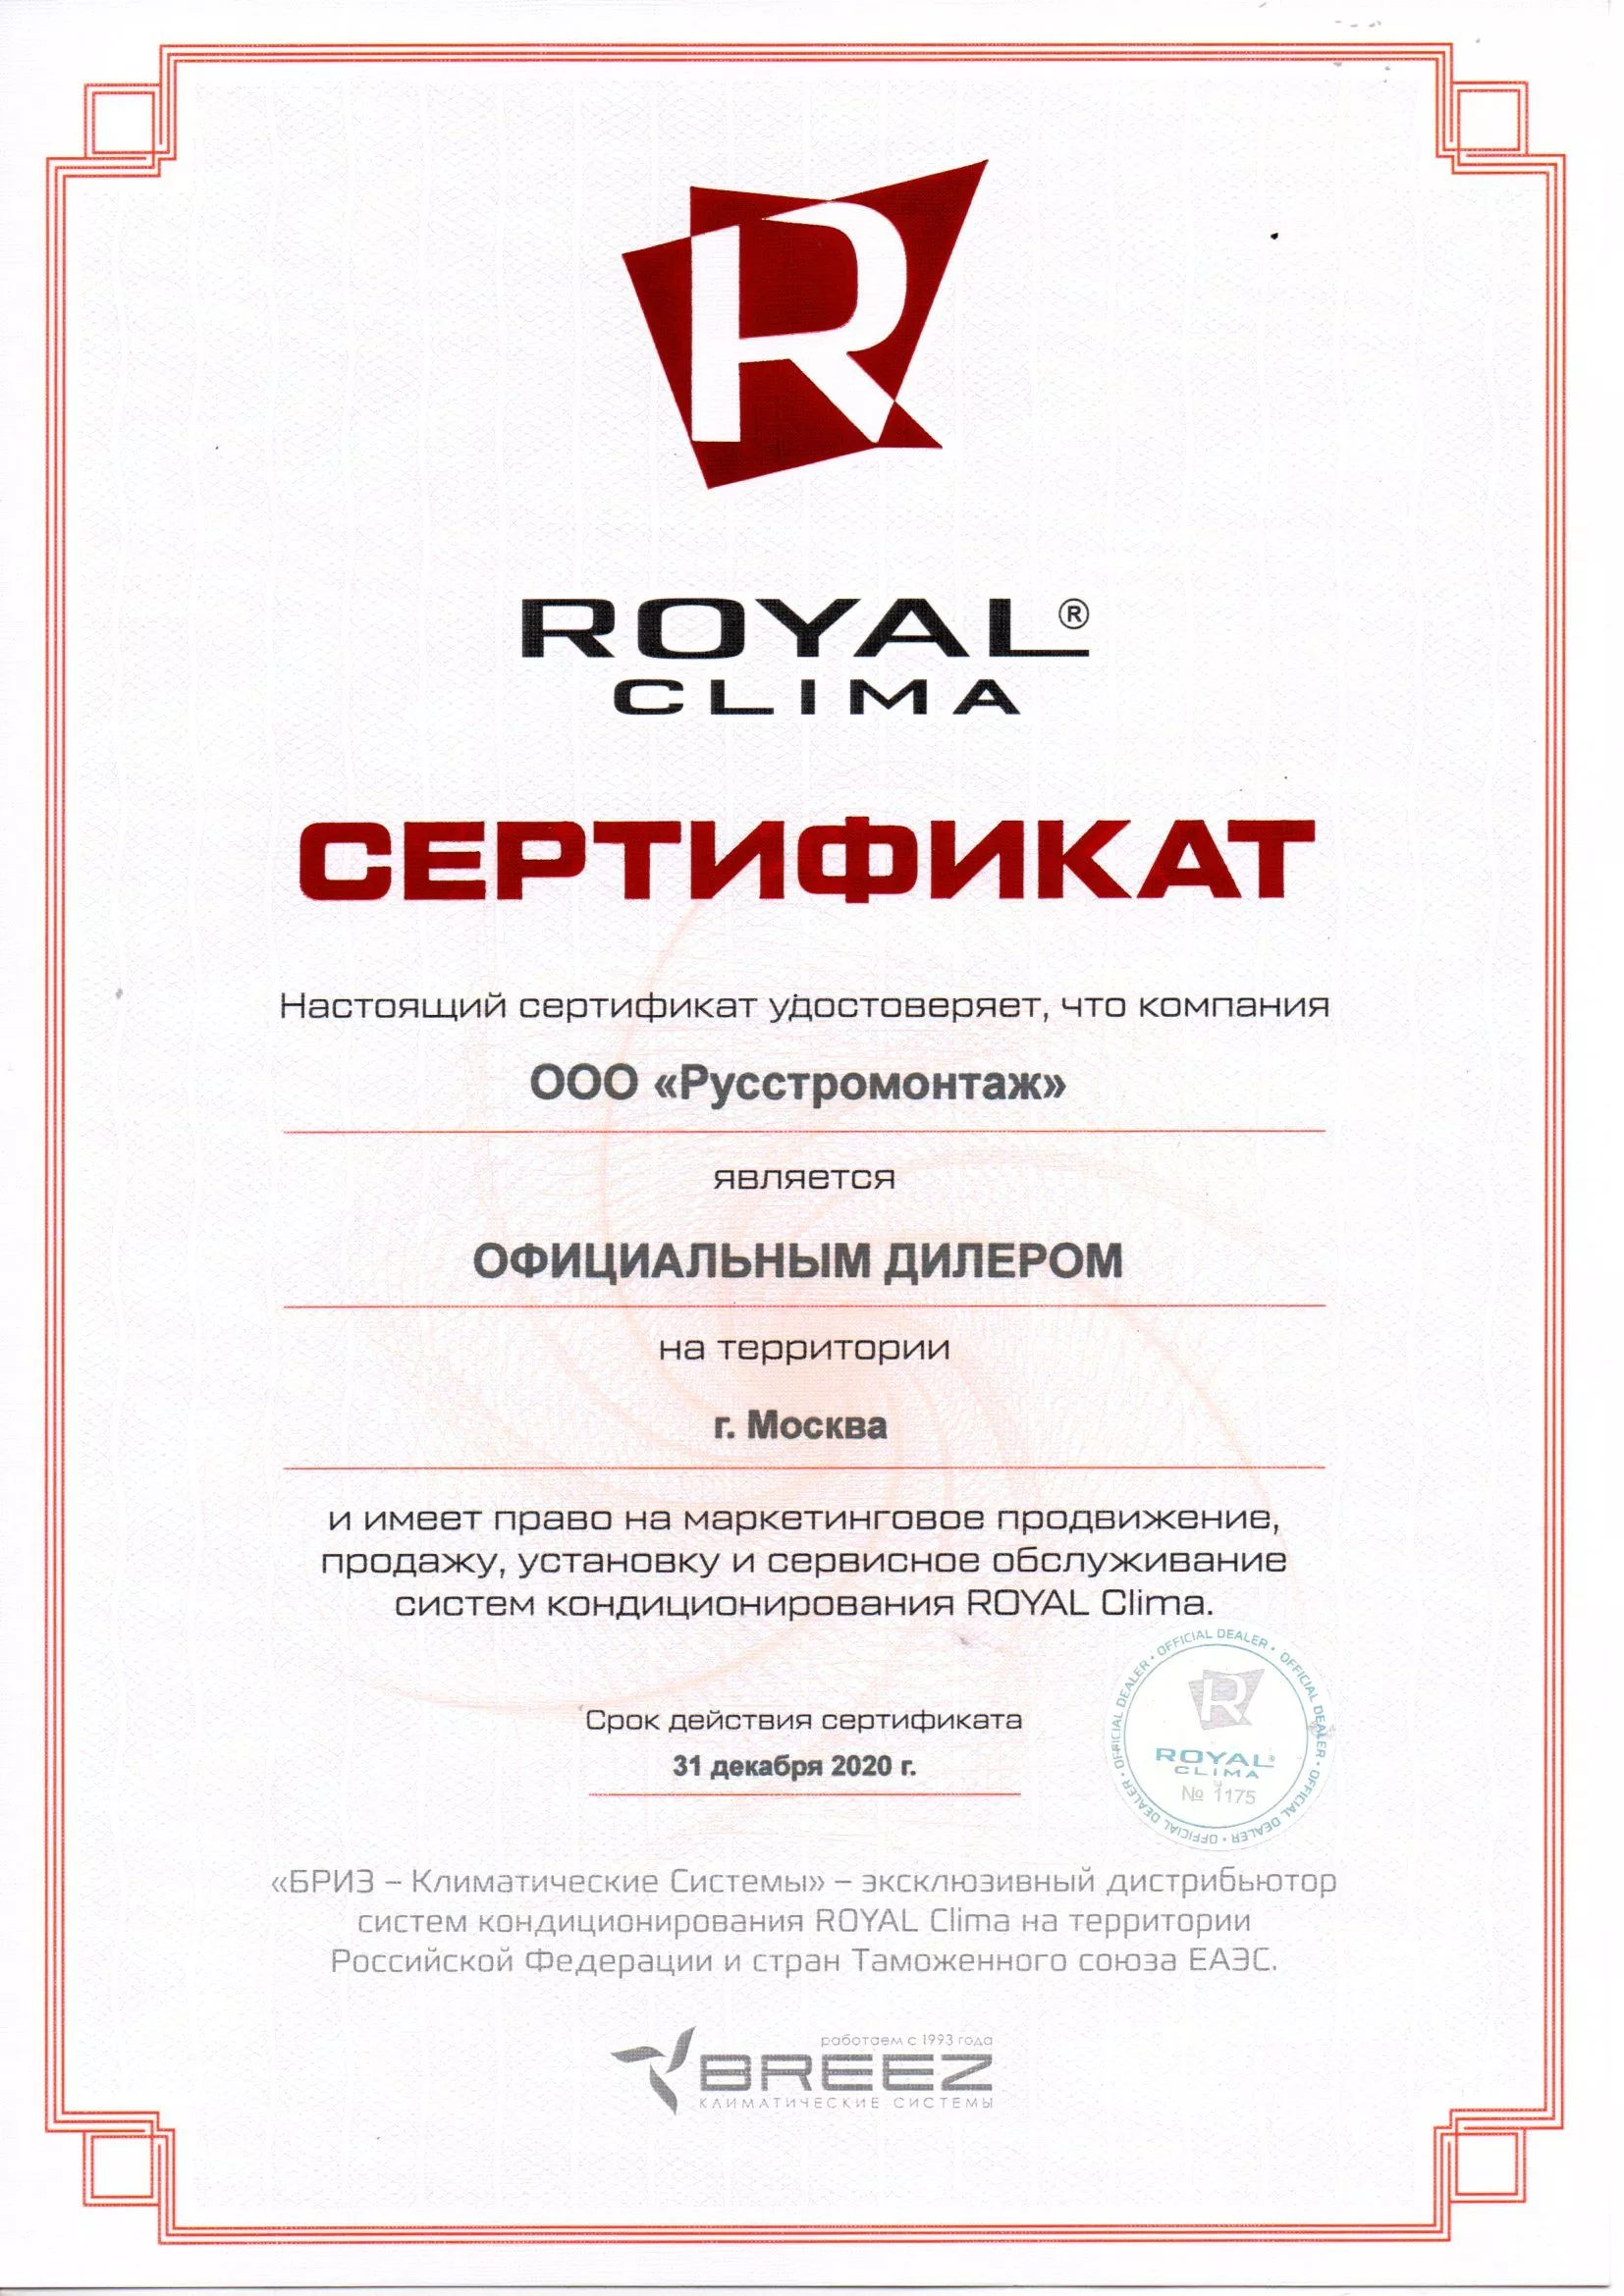 R
ROYAL®
CLIMA
СЕРТИФИКАТ
Настоящий сертификат удостоверяет, что компания
ООО «Русстромонтаж»
является
ОФИЦИАЛЬНЫМ ДИЛЕРОМ
на территории
г. Москва
и имеет право на маркетинговое продвижение,
продажу, установку и сервисное обслуживание
систем кондиционирования ROYAL Clima.
OFFICIAL DEALER • OFFICIAL DEALER • OFFICIAL DEALER • OFFICIAL DEALER • OFFICIAL DEALER •
R
ROYAL®
CLIMA
№ 1175
Срок действия сертификата
31 декабря 2020 г.
«БРИЗ – Климатические Системы» – эксклюзивный дистрибьютор
систем кондиционирования ROYAL Clima на территории
Российской Федерации и стран Таможенного союза ЕАЭС.
работаем с 1993 года
BREEZ
КЛИМАТИЧЕСКИЕ СИСТЕМЫ